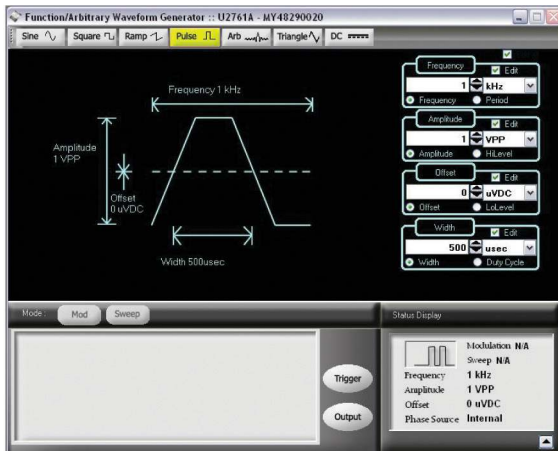 Function/Arbitrary Waveform Generator :: U2761A - MY48290020
Sine Square Ramp Pulse Arb Triangle DC
Frequency 1 kHz
Amplitude
1 VPP
Offset
0 uVDC
Width 500usec
Frequency Edit
1 kHz
Frequency Period
Amplitude Edit
1 VPP
Amplitude HiLevel
Offset Edit
0 uVDC
Offset LoLevel
Width Edit
500 usec
Width Duty Cycle
Mode : Mod Sweep
Trigger
Output
Status Display
Modulation N/A
Sweep N/A
Frequency 1 kHz
Amplitude 1 VPP
Offset 0 uVDC
Phase Source Internal